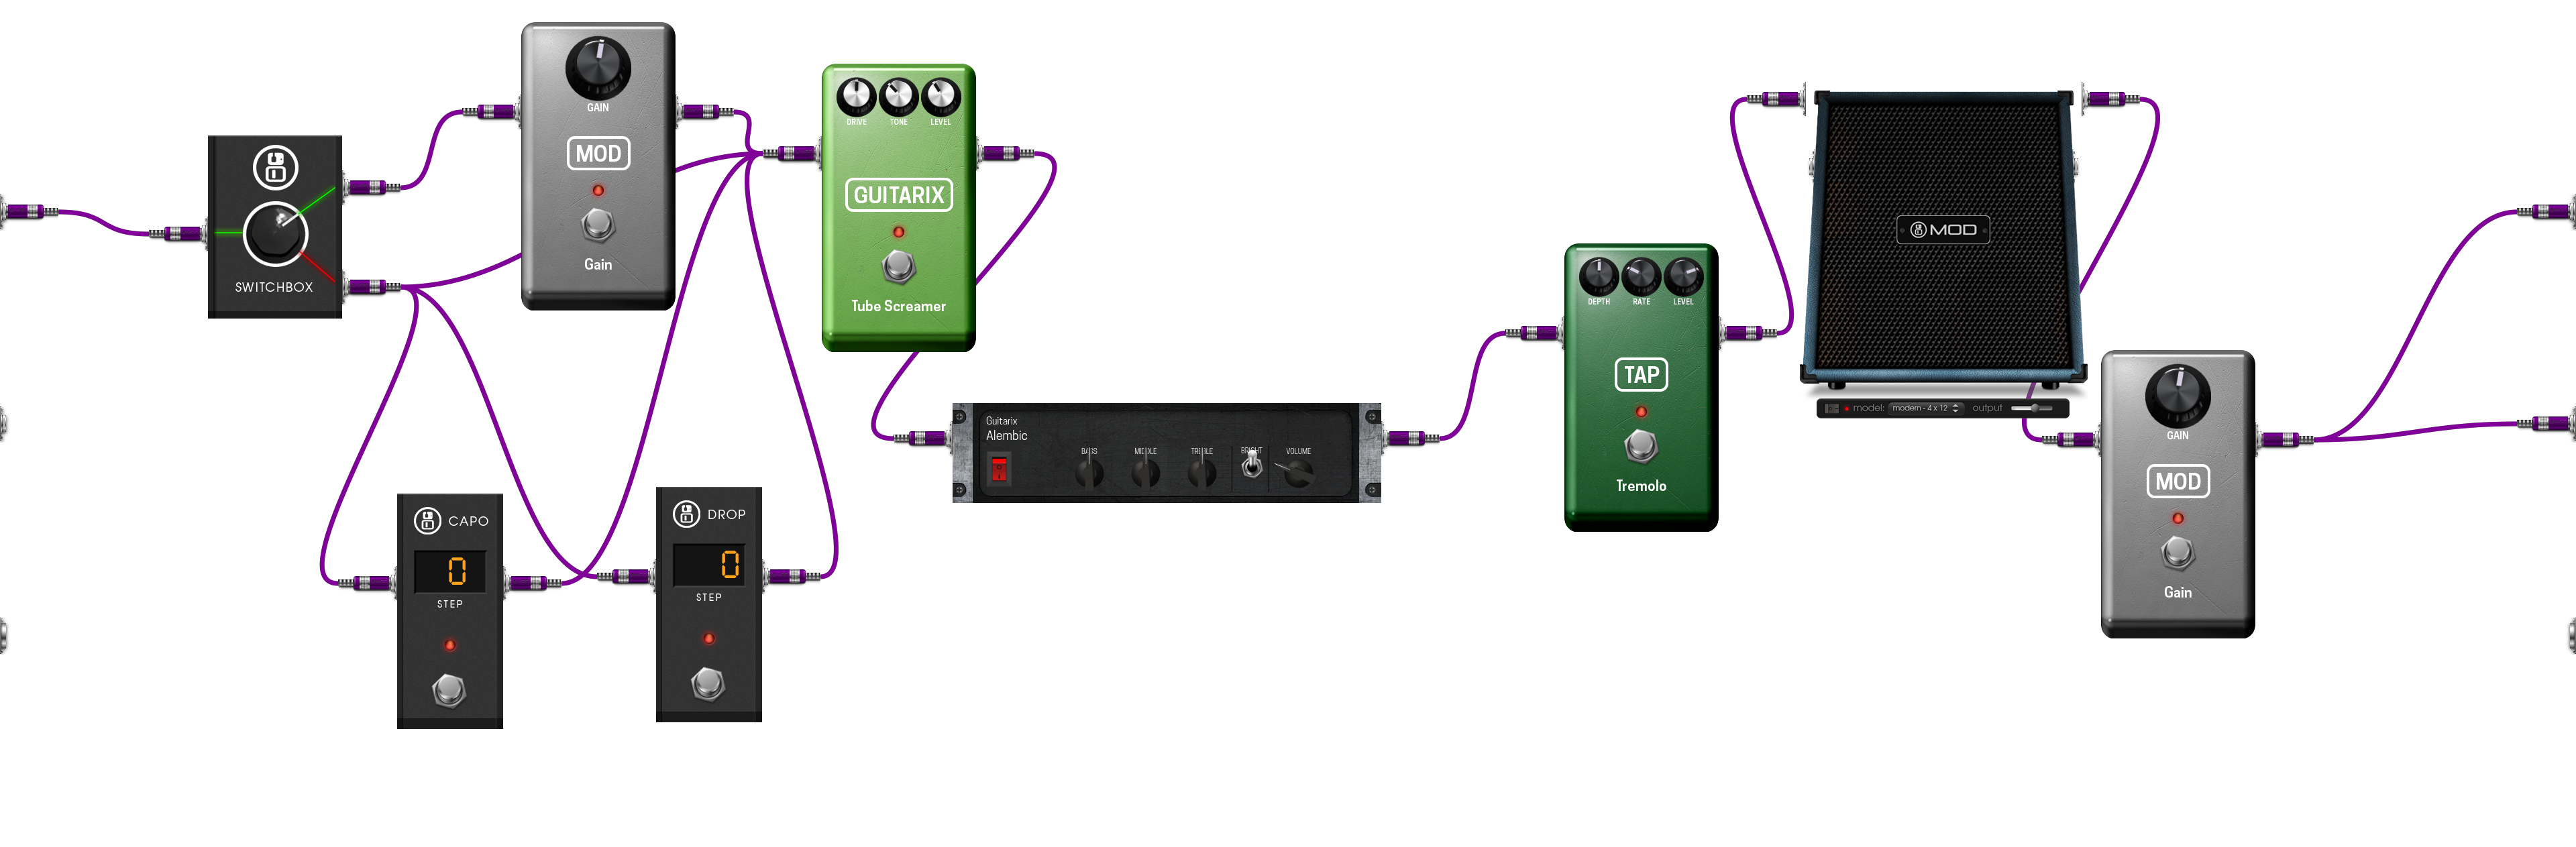 SWITCHBOX
GAIN
MOD
Gain
DRIVE TONE LEVEL
GUITARIX
Tube Screamer
CAPO
0
STEP
DROP
0
STEP
Guitarix
Alembic
BASS MIDDLE TREBLE BRIGHT VOLUME
DEPTH RATE LEVEL
TAP
Tremolo
MOD
model: modern - 4 x 12 output
GAIN
MOD
Gain